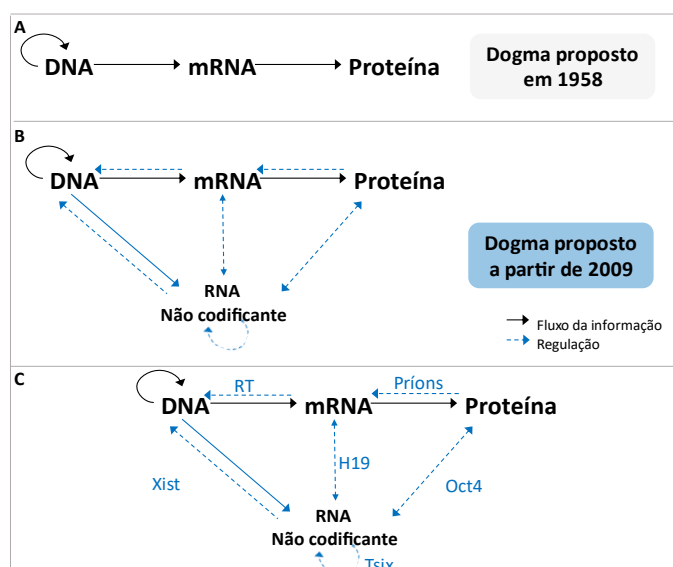 A
DNA mRNA Proteína
Dogma proposto
em 1958
B
DNA mRNA Proteína
Dogma proposto
a partir de 2009
RNA
Não codificante
Fluxo da informação
Regulação
C
RT Príons
DNA mRNA Proteína
Xist H19 Oct4
RNA
Não codificante
Tsix